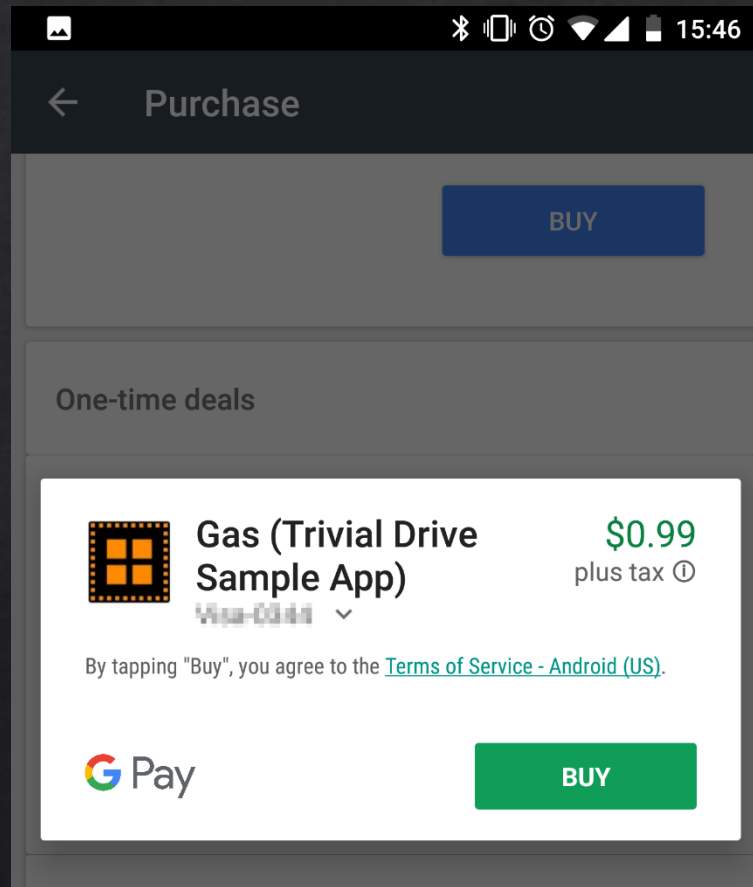 15:46
Purchase
BUY
One-time deals
Gas (Trivial Drive
Sample App)
$0.99
plus tax
By tapping "Buy", you agree to the Terms of Service - Android (US).
G Pay
BUY